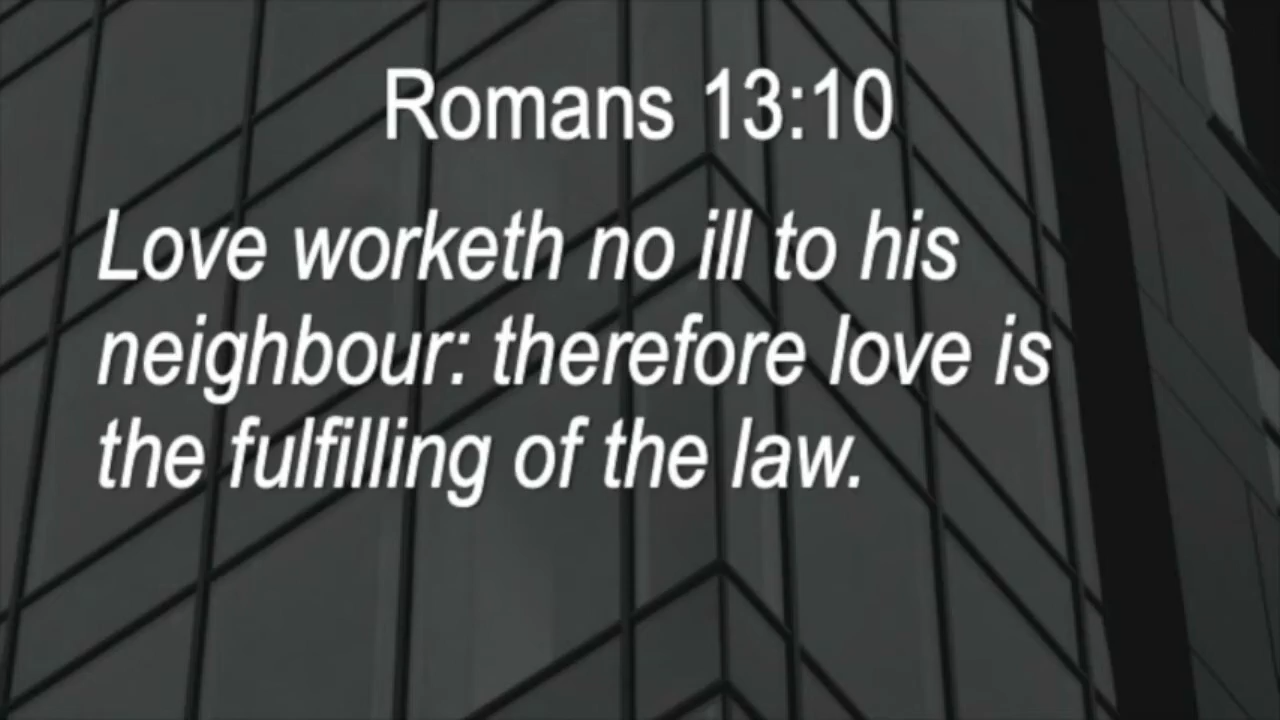 Romans 13:10
Love worketh no ill to his
neighbour: therefore love is
the fulfilling of the law.